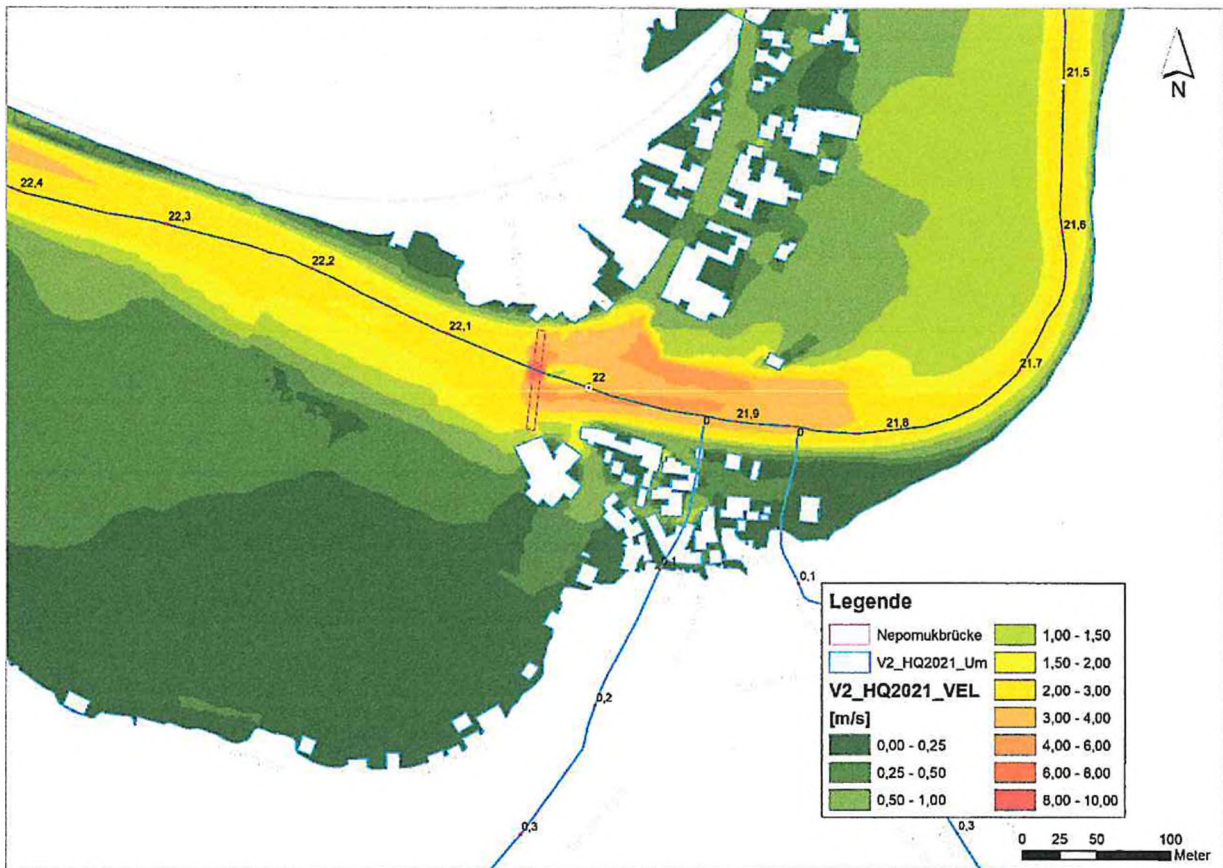 N
21,5
22,4
22,3
21,6
22,2
22,1
21,7
22
21,9
21,8
0
0
0,1
0,1
0,2
0,3
0,3
Legende
Nepomukbrücke
V2_HQ2021_Um
V2_HQ2021_VEL
[m/s]
0,00 - 0,25
0,25 - 0,50
0,50 - 1,00
1,00 - 1,50
1,50 - 2,00
2,00 - 3,00
3,00 - 4,00
4,00 - 6,00
6,00 - 8,00
8,00 - 10,00
0 25 50 100
Meter